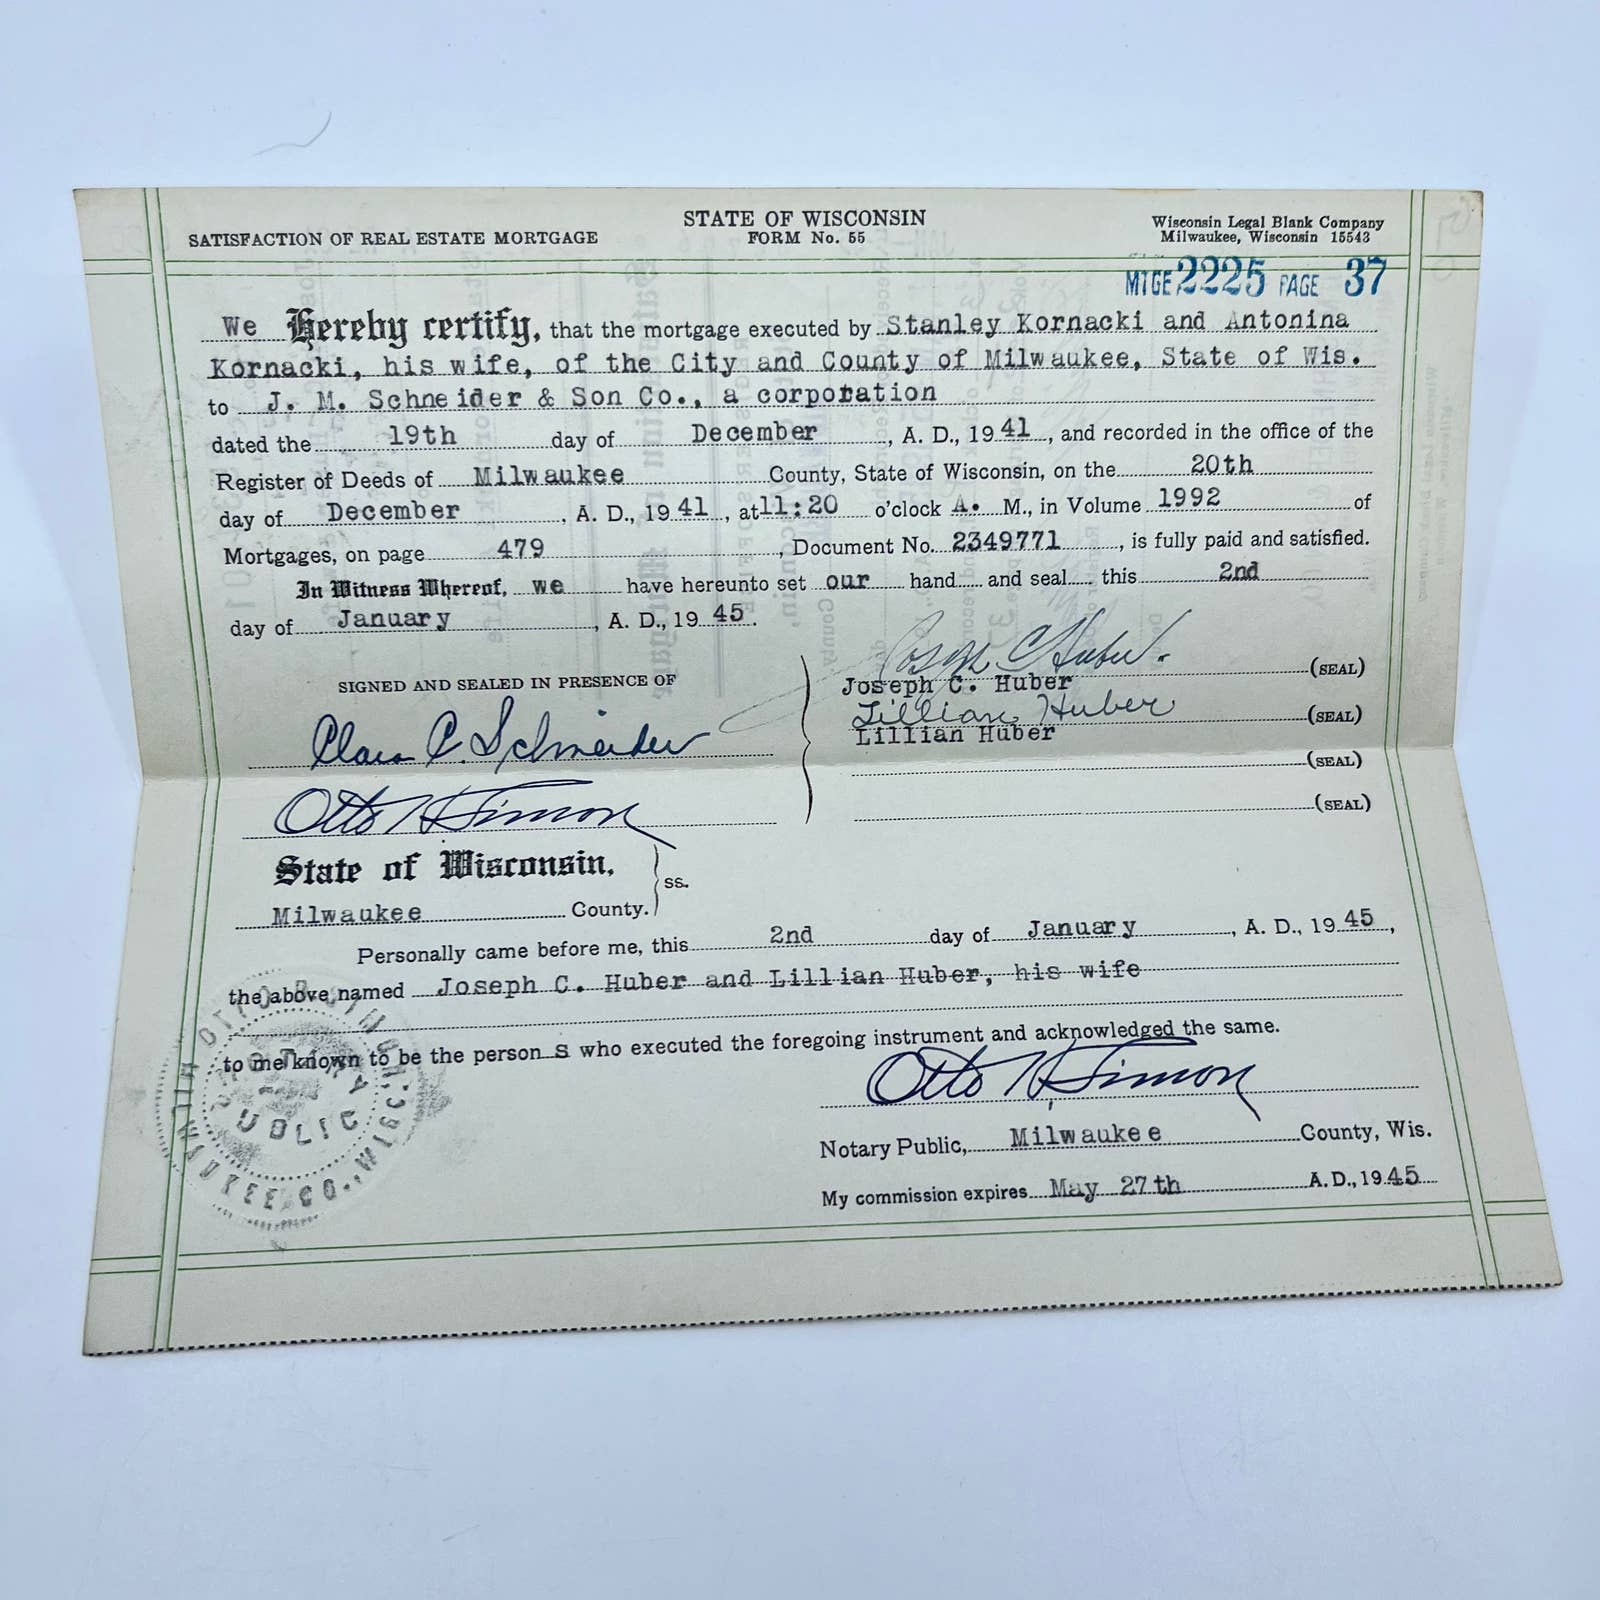 SATISFACTION OF REAL ESTATE MORTGAGE
STATE OF WISCONSIN
FORM No. 55
Wisconsin Legal Blank Company
Milwaukee, Wisconsin 15543
MTGE 2225 PAGE 37
We Hereby certify, that the mortgage executed by Stanley Kornacki and Antonina
Kornacki, his wife, of the City and County of Milwaukee, State of Wis.
to J. M. Schneider & Son Co., a corporation
dated the 19th day of December, A. D., 1941, and recorded in the office of the
Register of Deeds of Milwaukee County, State of Wisconsin, on the 20th
day of December, A. D., 1941, at 11:20 o'clock A. M., in Volume 1992 of
Mortgages, on page 479, Document No. 2349771, is fully paid and satisfied.
In Witness Whereof, we have hereunto set our hand and seal this 2nd
day of January, A. D., 1945.
SIGNED AND SEALED IN PRESENCE OF
Clara C. Schneider
Otto H Simon
Joseph C Huber. (SEAL)
Joseph C. Huber
Lillian Huber (SEAL)
Lillian Huber
(SEAL)
(SEAL)
State of Wisconsin,
Milwaukee County. ss.
Personally came before me, this 2nd day of January, A. D., 1945,
the above named Joseph C. Huber and Lillian Huber, his wife
to me known to be the person s who executed the foregoing instrument and acknowledged the same.
Otto H Simon
Notary Public, Milwaukee County, Wis.
My commission expires May 27th A. D., 1945
PUBLIC
MILWAUKEE CO., WISC.